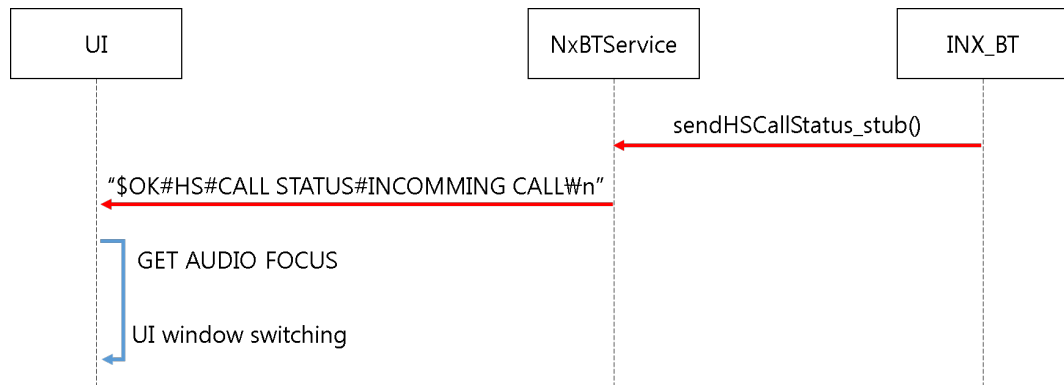 UI
NxBTService
INX_BT
sendHSCallStatus_stub()
“$OK#HS#CALL STATUS#INCOMMING CALL₩n”
GET AUDIO FOCUS
UI window switching